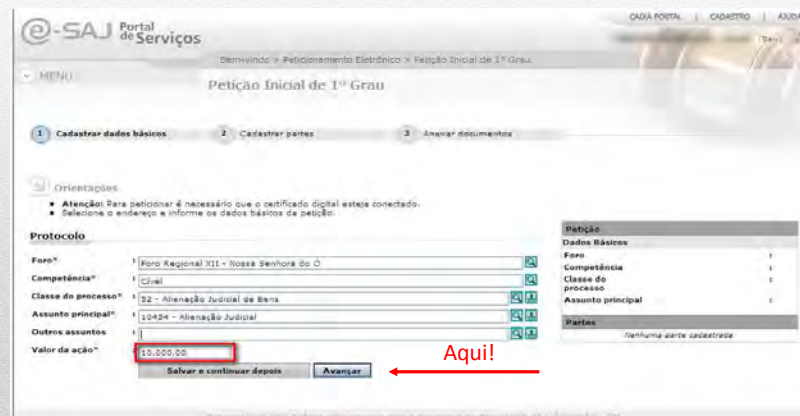 e-SAJ Portal de Serviços
CAIXA POSTAL | CADASTRO | AJUDA
Bem-vindo > Peticionamento Eletrônico > Petição Inicial de 1º Grau
MENU
Petição Inicial de 1º Grau
1 Cadastrar dados básicos 2 Cadastrar partes 3 Anexar documentos
Orientações
Atenção: Para peticionar é necessário que o certificado digital esteja conectado.
Selecione o endereço e informe os dados básicos da petição.
Protocolo
Foro* : Foro Regional XII - Nossa Senhora do Ó
Competência* : Cível
Classe do processo* : 52 - Alienação Judicial de Bens
Assunto principal* : 10454 - Alienação Judicial
Outros assuntos :
Valor da ação* : 10.000,00
Salvar e continuar depois Avançar
Aqui!
Petição
Dados Básicos
Foro :
Competência :
Classe do processo :
Assunto principal :
Partes
Nenhuma parte cadastrada